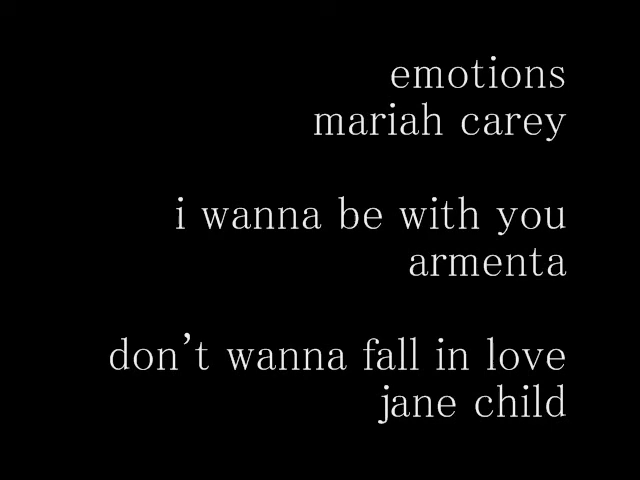 emotions
mariah carey
i wanna be with you
armenta
don't wanna fall in love
jane child